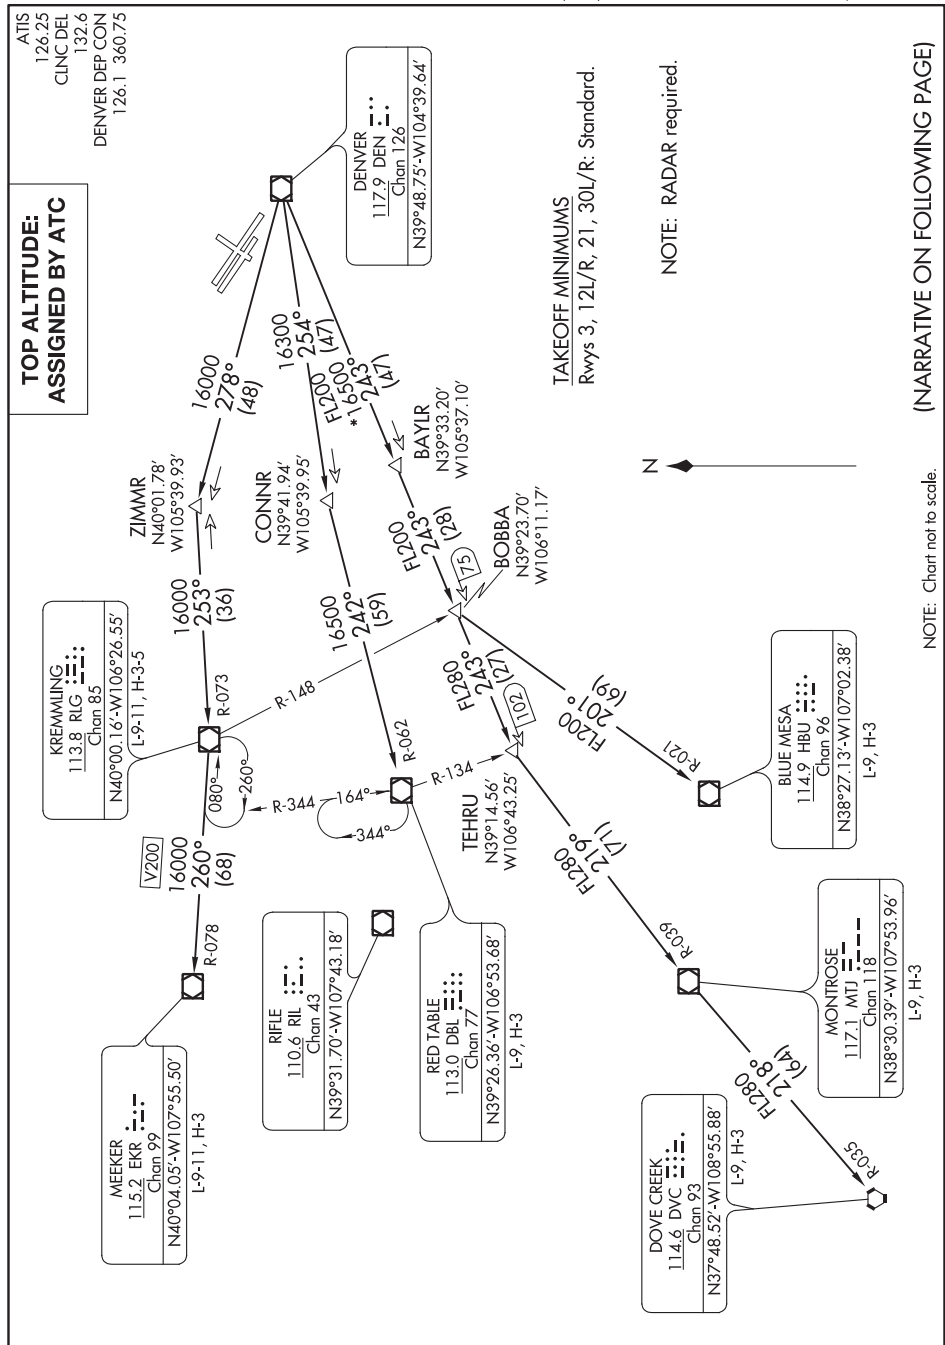 ATIS
126.25
CLNC DEL
132.6
DENVER DEP CON
126.1 360.75
TOP ALTITUDE:
ASSIGNED BY ATC
DENVER
117.9 DEN
Chan 126
N39°48.75'-W104°39.64'
TAKEOFF MINIMUMS
Rwys 3, 12L/R, 21, 30L/R: Standard.
NOTE: RADAR required.
(NARRATIVE ON FOLLOWING PAGE)
16000
278°
(48)
16300
254°
(47)
FL200
*16500
243°
(47)
ZIMMR
N40°01.78'
W105°39.93'
CONNR
N39°41.94'
W105°39.95'
BAYLR
N39°33.20'
W105°37.10'
N
16000
253°
(36)
16500
242°
(59)
FL200
243°
(28)
75
BOBBA
N39°23.70'
W106°11.17'
KREMMLING
113.8 RLG
Chan 85
N40°00.16'-W106°26.55'
L-9-11, H-3-5
R-073
R-148
R-062
080°
260°
R-344
164°
344°
R-134
FL280
243°
(27)
102
FL200
201°
(69)
R-021
TEHRU
N39°14.56'
W106°43.25'
BLUE MESA
114.9 HBU
Chan 96
N38°27.13'-W107°02.38'
L-9, H-3
NOTE: Chart not to scale.
V200
16000
260°
(68)
R-078
RIFLE
110.6 RIL
Chan 43
N39°31.70'-W107°43.18'
RED TABLE
113.0 DBL
Chan 77
N39°26.36'-W106°53.68'
L-9, H-3
FL280
219°
(71)
R-039
MONTROSE
117.1 MTJ
Chan 118
N38°30.39'-W107°53.96'
L-9, H-3
MEEKER
115.2 EKR
Chan 99
N40°04.05'-W107°55.50'
L-9-11, H-3
FL280
218°
(64)
R-035
DOVE CREEK
114.6 DVC
Chan 93
N37°48.52'-W108°55.88'
L-9, H-3